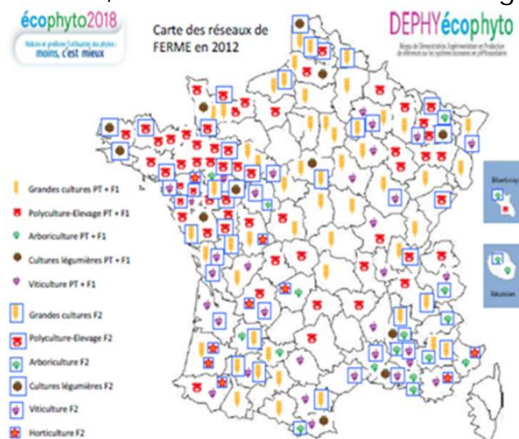 écophyto2018
moins, c'est mieux
Carte des réseaux de
FERME en 2012
DEPHYécophyto
Grandes cultures PT + F1
Polyculture-Elevage PT + F1
Arboriculture PT + F1
Cultures légumières PT + F1
Viticulture PT + F1
Grandes cultures F2
Polyculture-Elevage F2
Arboriculture F2
Cultures légumières F2
Viticulture F2
Horticulture F2
Martinique
Réunion